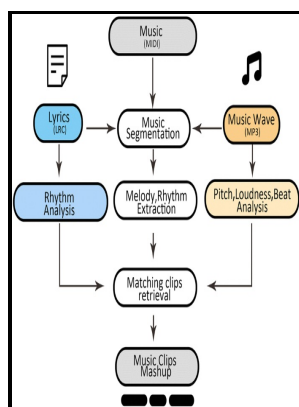 Music
(MIDI)
Lyrics
(LRC)
Music
Segmentation
Music Wave
(MP3)
Rhythm
Analysis
Melody,Rhythm
Extraction
Pitch,Loudness,Beat
Analysis
Matching clips
retrieval
Music Clips
Mashup